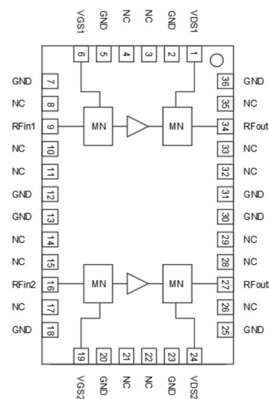 VGS1 GND NC NC GND VDS1
6 5 4 3 2 1
GND 7 36 GND
NC 8 35 NC
RFin1 9 MN MN 34 RFout
NC 10 33 NC
NC 11 32 NC
GND 12 31 GND
GND 13 30 GND
NC 14 29 NC
NC 15 28 NC
RFin2 16 MN MN 27 RFout
NC 17 26 NC
GND 18 25 GND
19 20 21 22 23 24
VGS2 GND NC NC GND VDS2